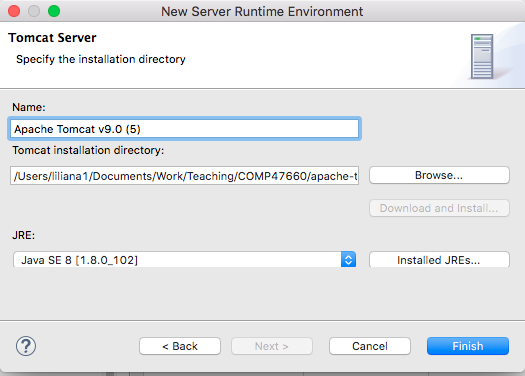 New Server Runtime Environment
Tomcat Server
Specify the installation directory
Name:
Apache Tomcat v9.0 (5)
Tomcat installation directory:
/Users/liliana1/Documents/Work/Teaching/COMP47660/apache-t
Browse...
Download and Install...
JRE:
Java SE 8 [1.8.0_102]
Installed JREs...
?
< Back
Next >
Cancel
Finish